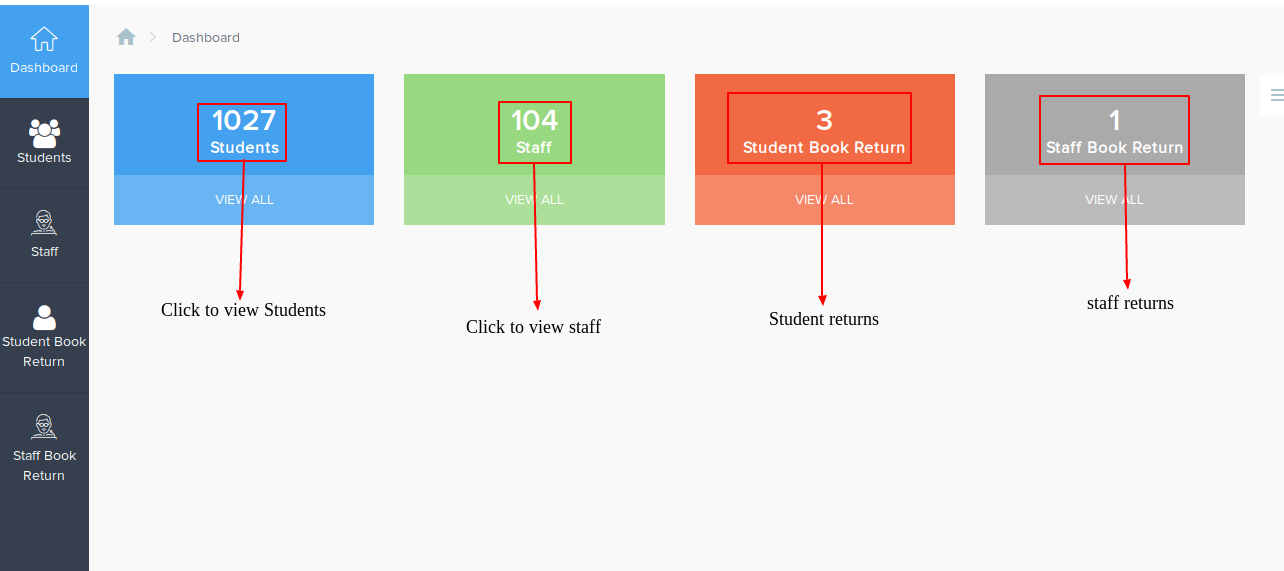 Dashboard
Students
Staff
Student Book
Return
Staff Book
Return
Dashboard
1027
Students
VIEW ALL
104
Staff
VIEW ALL
3
Student Book Return
VIEW ALL
1
Staff Book Return
VIEW ALL
Click to view Students
Click to view staff
Student returns
staff returns